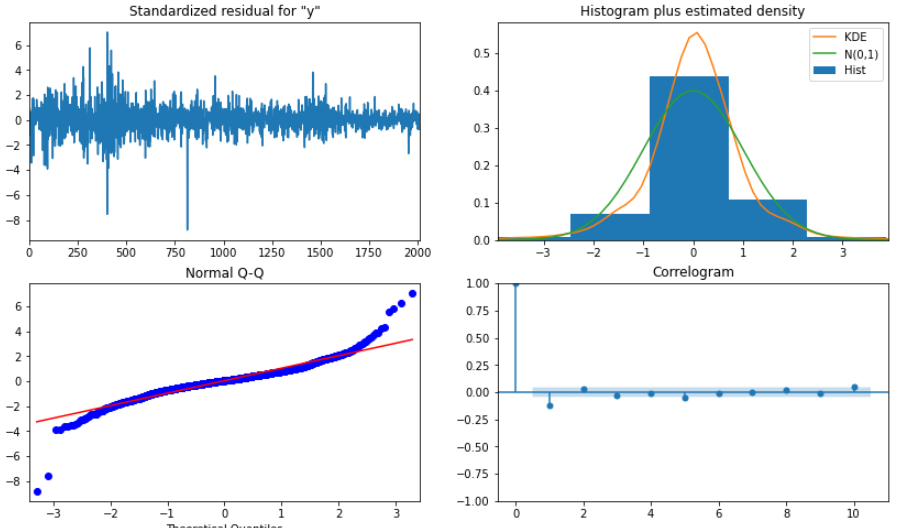 Standardized residual for "y"
6
4
2
0
−2
−4
−6
−8
0 250 500 750 1000 1250 1500 1750 2000
Histogram plus estimated density
KDE
N(0,1)
Hist
0.5
0.4
0.3
0.2
0.1
0.0
−3 −2 −1 0 1 2 3
Normal Q-Q
6
4
2
0
−2
−4
−6
−8
−3 −2 −1 0 1 2 3
Theoretical Quantiles
Correlogram
1.00
0.75
0.50
0.25
0.00
−0.25
−0.50
−0.75
−1.00
0 2 4 6 8 10